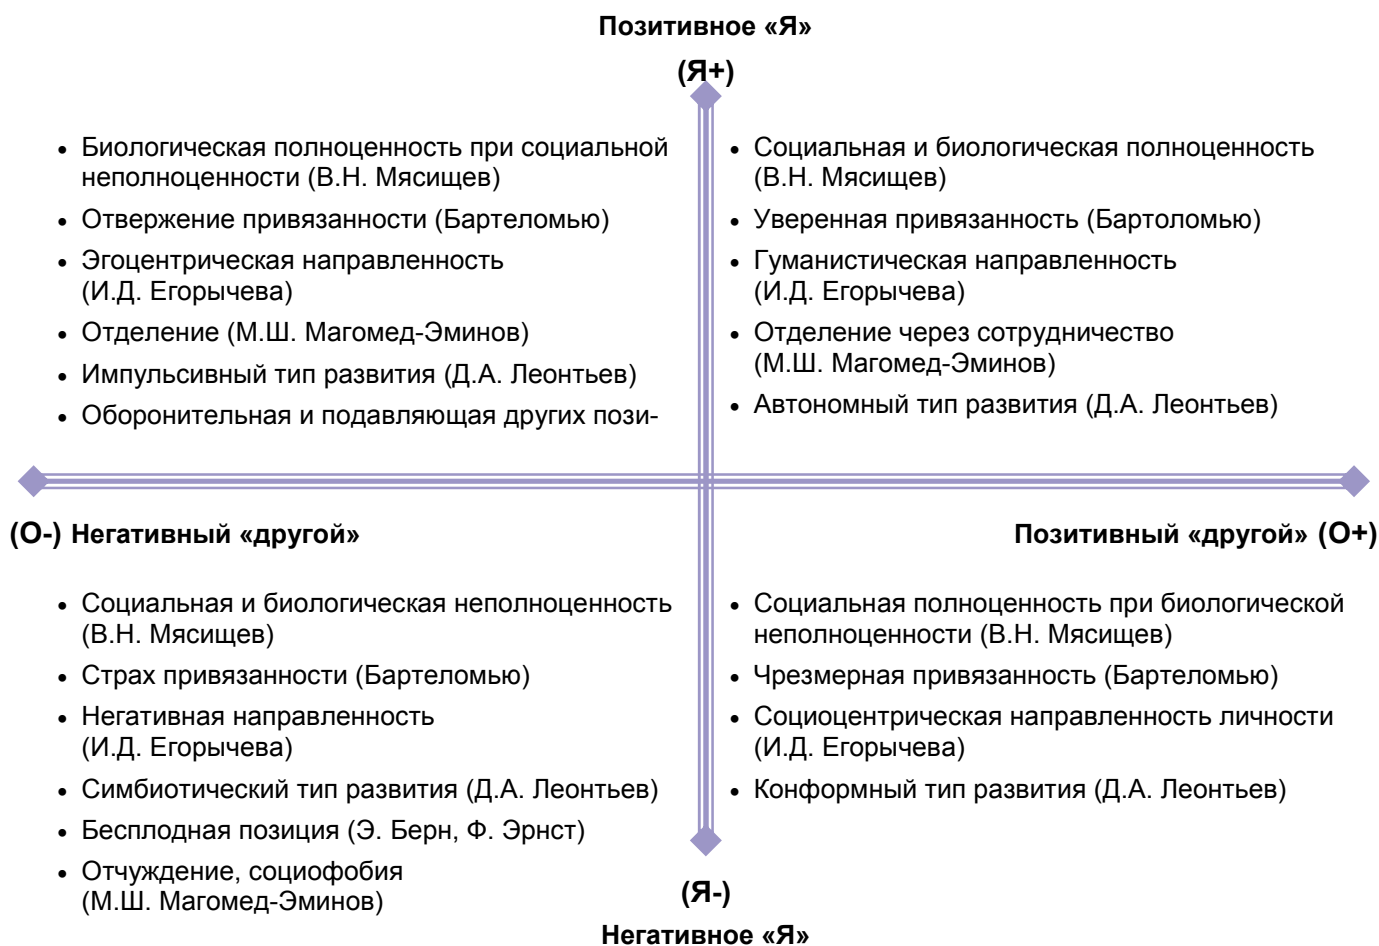 Позитивное «Я»
(Я+)
• Биологическая полноценность при социальной
неполноценности (В.Н. Мясищев)
• Отвержение привязанности (Бартеломью)
• Эгоцентрическая направленность
(И.Д. Егорычева)
• Отделение (М.Ш. Магомед-Эминов)
• Импульсивный тип развития (Д.А. Леонтьев)
• Оборонительная и подавляющая других пози-
• Социальная и биологическая полноценность
(В.Н. Мясищев)
• Уверенная привязанность (Бартоломью)
• Гуманистическая направленность
(И.Д. Егорычева)
• Отделение через сотрудничество
(М.Ш. Магомед-Эминов)
• Автономный тип развития (Д.А. Леонтьев)
(О-) Негативный «другой»
Позитивный «другой» (О+)
• Социальная и биологическая неполноценность
(В.Н. Мясищев)
• Страх привязанности (Бартеломью)
• Негативная направленность
(И.Д. Егорычева)
• Симбиотический тип развития (Д.А. Леонтьев)
• Бесплодная позиция (Э. Берн, Ф. Эрнст)
• Отчуждение, социофобия
(М.Ш. Магомед-Эминов)
• Социальная полноценность при биологической
неполноценности (В.Н. Мясищев)
• Чрезмерная привязанность (Бартеломью)
• Социоцентрическая направленность личности
(И.Д. Егорычева)
• Конформный тип развития (Д.А. Леонтьев)
(Я-)
Негативное «Я»